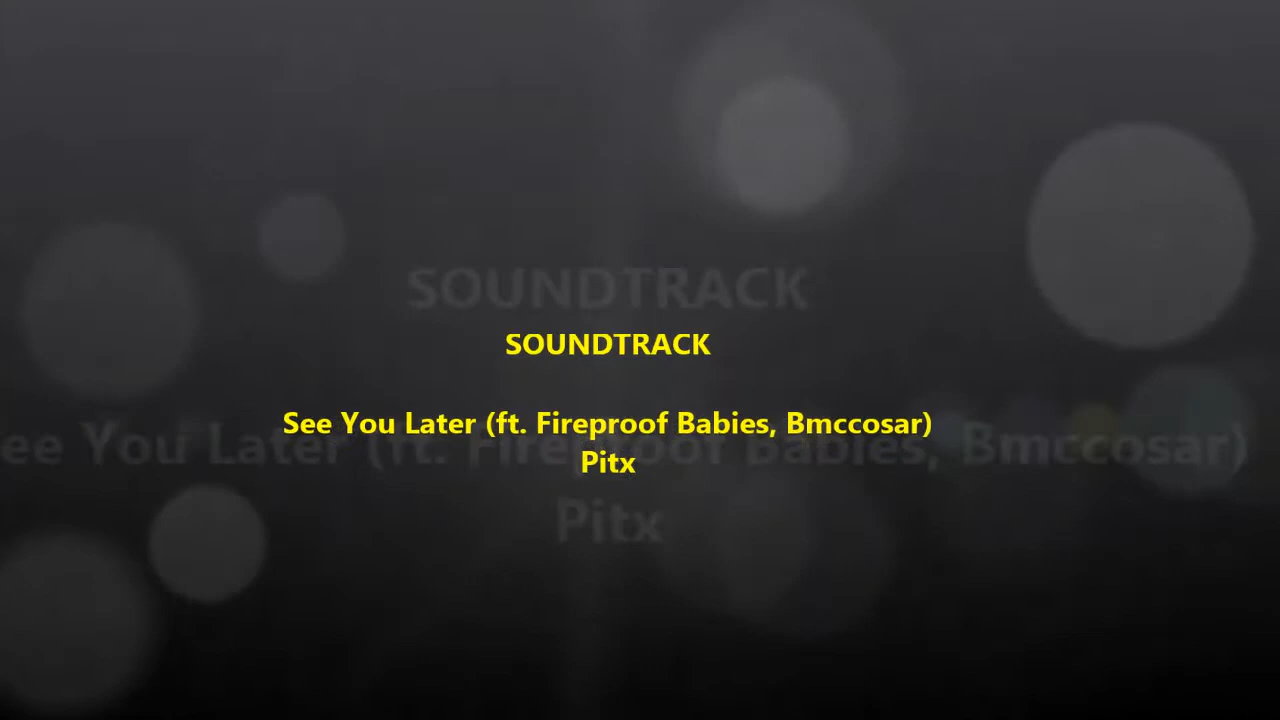 SOUNDTRACK
See You Later (ft. Fireproof Babies, Bmccosar)
Pitx